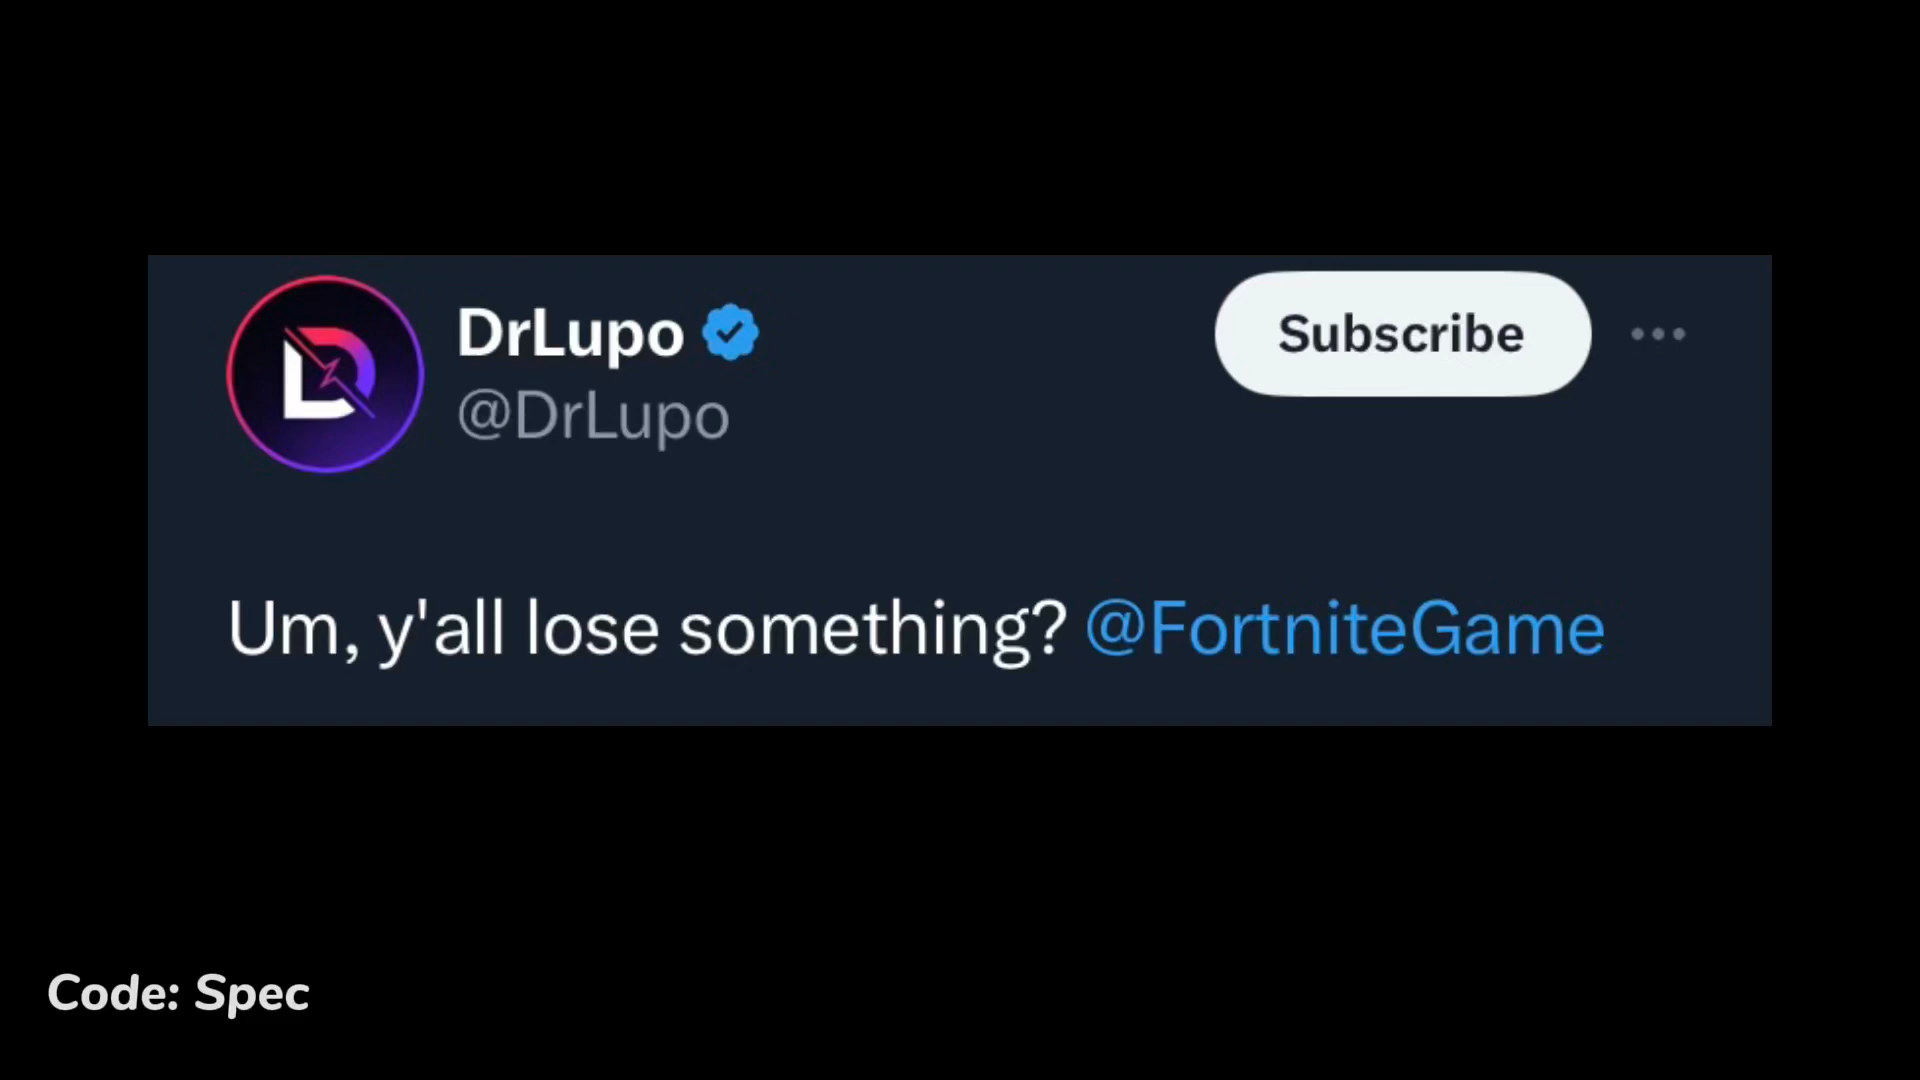 DrLupo
Subscribe
@DrLupo
Um, y'all lose something? @FortniteGame
Code: Spec